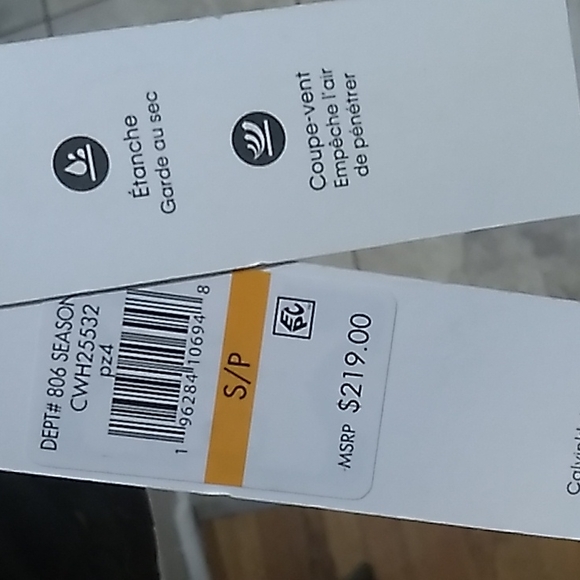 Étanche
Garde au sec
Coupe-vent
Empêche l'air
de pénétrer
DEPT# 806 SEASON
CWH25532
pz4
1 96284 10694 8
S/P
EPC
MSRP $219.00